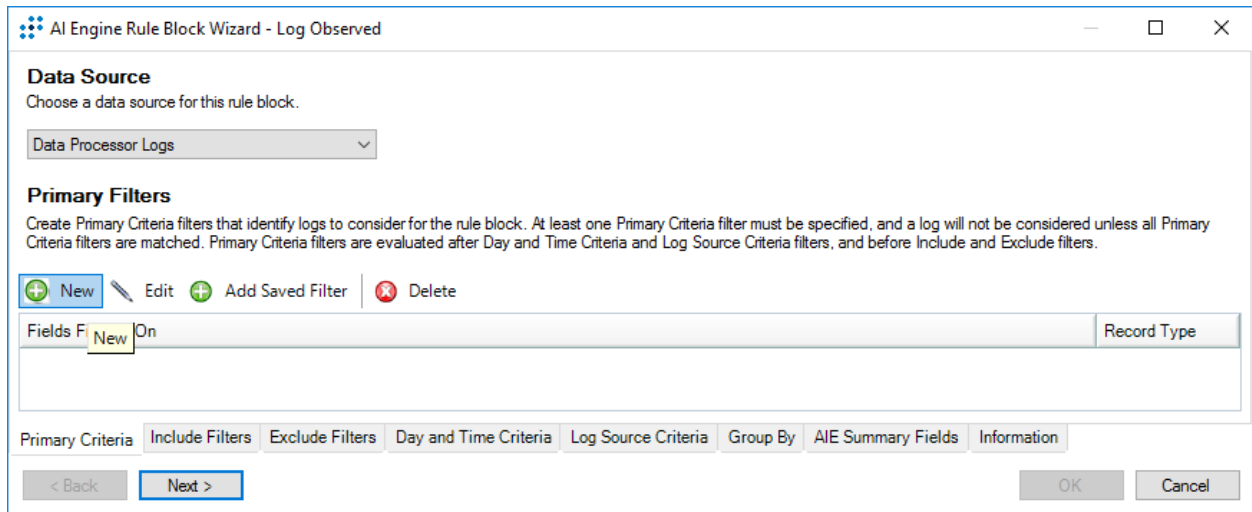 AI Engine Rule Block Wizard - Log Observed
Data Source
Choose a data source for this rule block.
Data Processor Logs
Primary Filters
Create Primary Criteria filters that identify logs to consider for the rule block. At least one Primary Criteria filter must be specified, and a log will not be considered unless all Primary
Criteria filters are matched. Primary Criteria filters are evaluated after Day and Time Criteria and Log Source Criteria filters, and before Include and Exclude filters.
New Edit Add Saved Filter Delete
Fields On Record Type
New
Primary Criteria Include Filters Exclude Filters Day and Time Criteria Log Source Criteria Group By AIE Summary Fields Information
< Back Next > OK Cancel